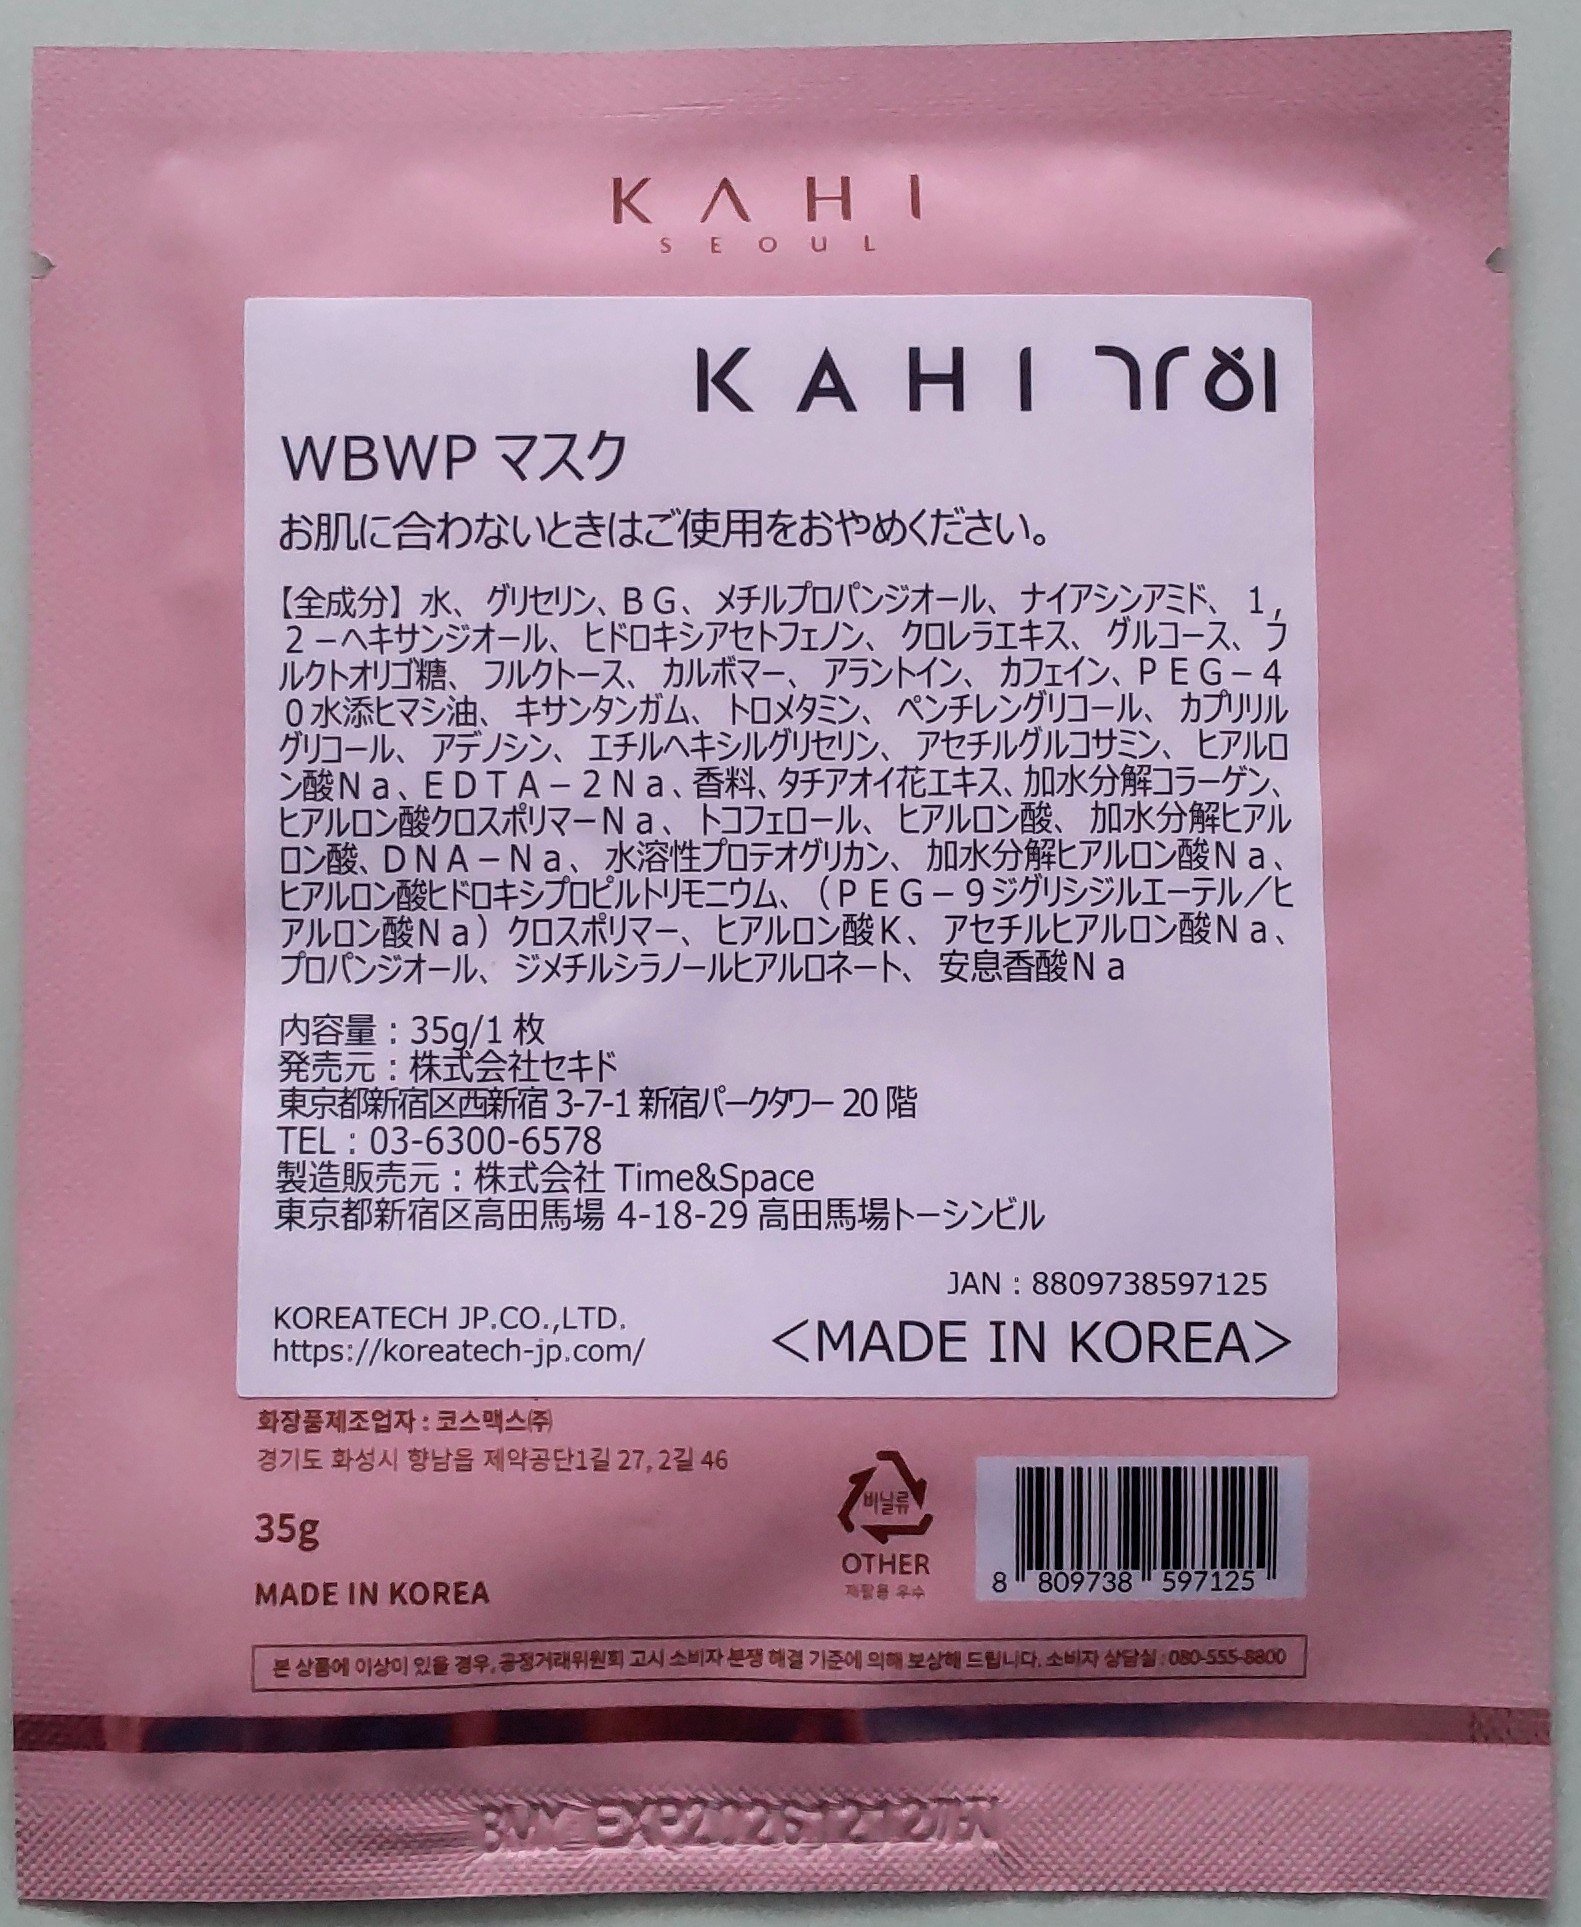 KAHI
SEOUL
KAHI 가히
WBWP マスク
お肌に合わないときはご使用をおやめください。
【全成分】水、グリセリン、ＢＧ、メチルプロパンジオール、ナイアシンアミド、１,
２－ヘキサンジオール、ヒドロキシアセトフェノン、クロレラエキス、グルコース、フ
ルクトオリゴ糖、フルクトース、カルボマー、アラントイン、カフェイン、ＰＥＧ－４
０水添ヒマシ油、キサンタンガム、トロメタミン、ペンチレングリコール、カプリリル
グリコール、アデノシン、エチルヘキシルグリセリン、アセチルグルコサミン、ヒアルロ
ン酸Ｎａ、ＥＤＴＡ－２Ｎａ、香料、タチアオイ花エキス、加水分解コラーゲン、
ヒアルロン酸クロスポリマーＮａ、トコフェロール、ヒアルロン酸、加水分解ヒアル
ロン酸、ＤＮＡ－Ｎａ、水溶性プロテオグリカン、加水分解ヒアルロン酸Ｎａ、
ヒアルロン酸ヒドロキシプロピルトリモニウム、（ＰＥＧ－９ジグリシジルエーテル／ヒ
アルロン酸Ｎａ）クロスポリマー、ヒアルロン酸Ｋ、アセチルヒアルロン酸Ｎａ、
プロパンジオール、ジメチルシラノールヒアルロネート、安息香酸Ｎａ
内容量：35g/1 枚
発売元：株式会社セキド
東京都新宿区西新宿 3-7-1 新宿パークタワー 20 階
TEL：03-6300-6578
製造販売元：株式会社 Time&Space
東京都新宿区高田馬場 4-18-29 高田馬場トーシンビル
JAN：8809738597125
KOREATECH JP.CO.,LTD.
https://koreatech-jp.com/
＜MADE IN KOREA＞
화장품제조업자 : 코스맥스㈜
경기도 화성시 향남읍 제약공단1길 27, 2길 46
35g
MADE IN KOREA
비닐류
OTHER
재활용 우수
8 809738 597125
본 상품에 이상이 있을 경우, 공정거래위원회 고시 소비자 분쟁 해결 기준에 의해 보상해 드립니다. 소비자 상담실 : 080-555-8800